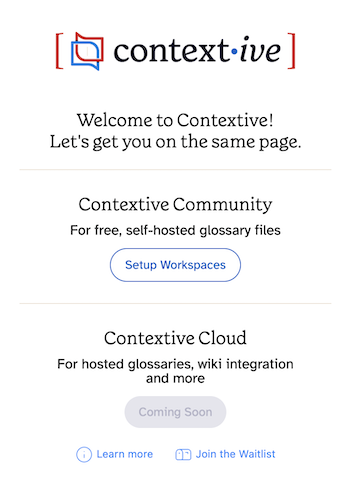 [ context·ive ]
Welcome to Contextive!
Let's get you on the same page.
Contextive Community
For free, self-hosted glossary files
Setup Workspaces
Contextive Cloud
For hosted glossaries, wiki integration
and more
Coming Soon
Learn more
Join the Waitlist